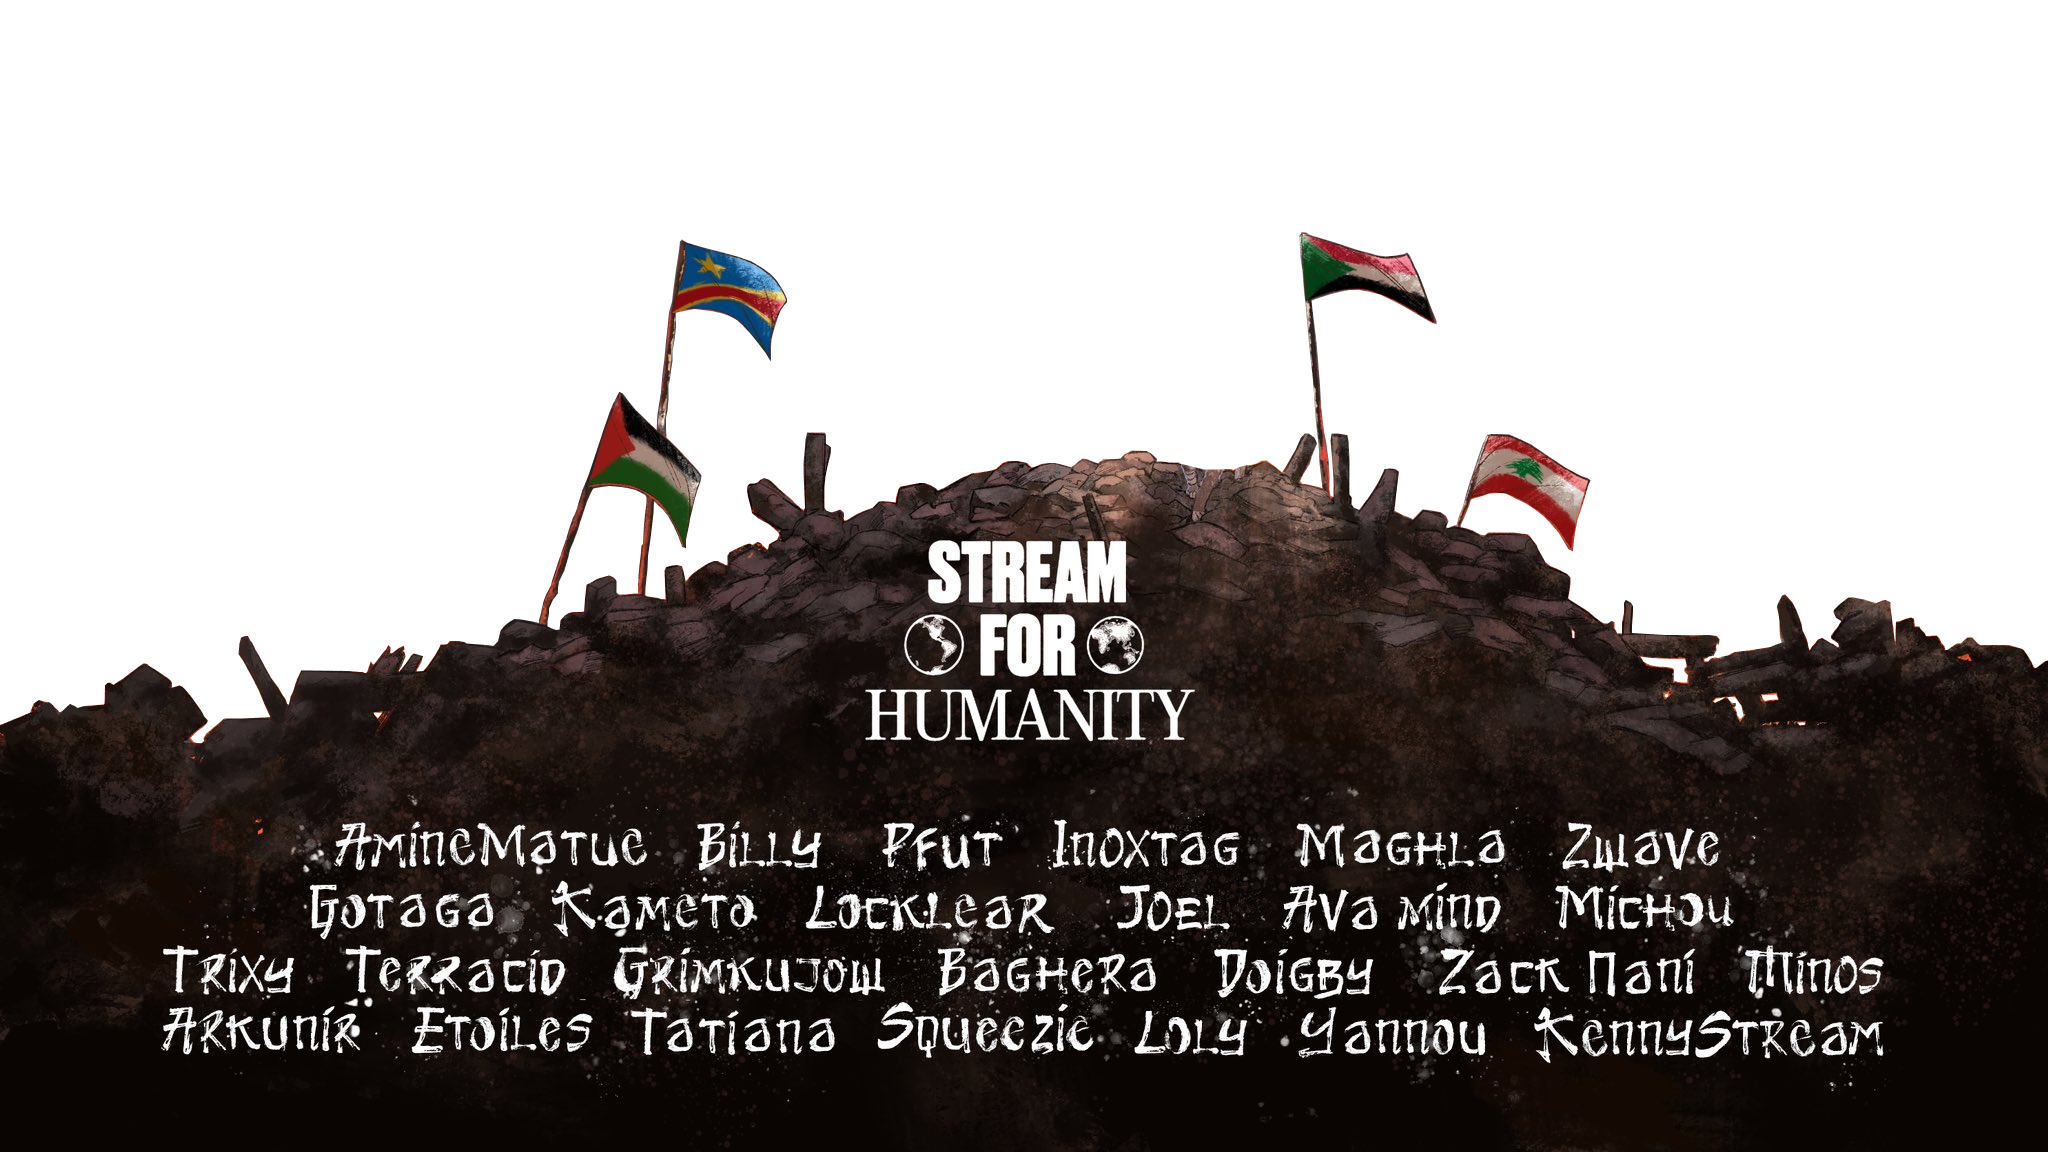 STREAM
FOR
HUMANITY
AmineMatue Billy Pfut Inoxtag Maghla Zwave
Gotaga Kameto Locklear Joel Ava mind Michou
Trixy Terracid Grimkujow Baghera Doigby Zack Nani Minos
Arkunir Etoiles Tatiana Squeezie Loly Yannou KennyStream